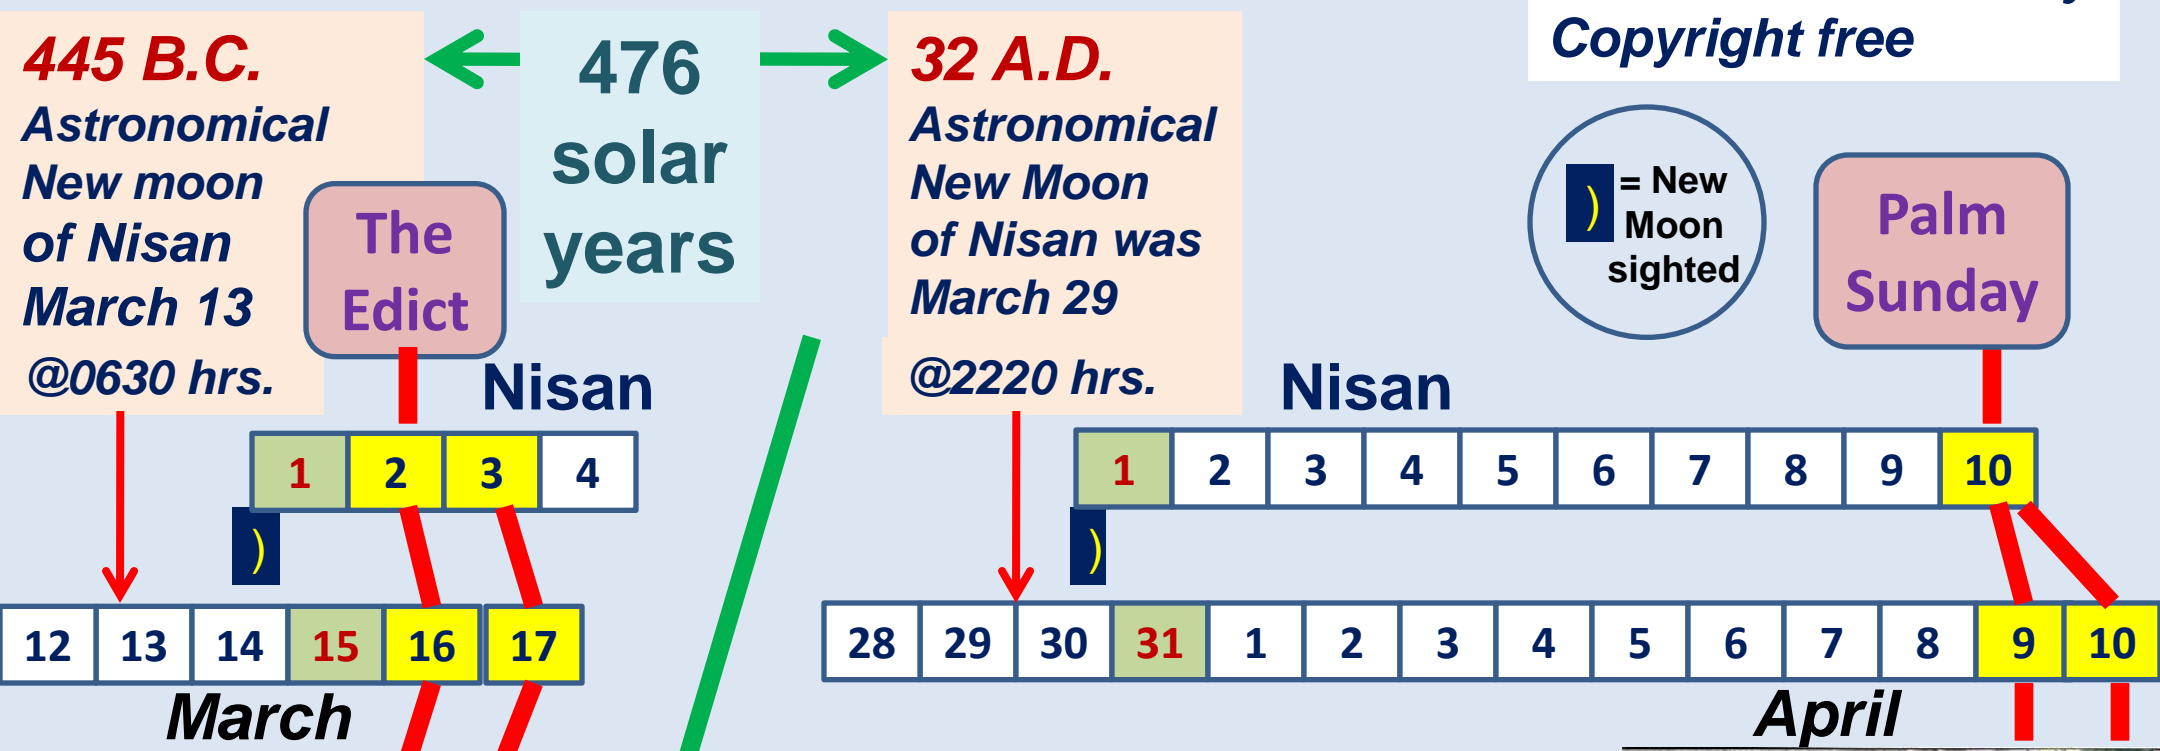 445 B.C.
Astronomical
New moon
of Nisan
March 13
@0630 hrs.
The
Edict
476
solar
years
32 A.D.
Astronomical
New Moon
of Nisan was
March 29
@2220 hrs.
Copyright free
) = New
Moon
sighted
Palm
Sunday
Nisan
1 2 3 4
)
12 13 14 15 16 17
March
Nisan
1 2 3 4 5 6 7 8 9 10
)
28 29 30 31 1 2 3 4 5 6 7 8 9 10
April